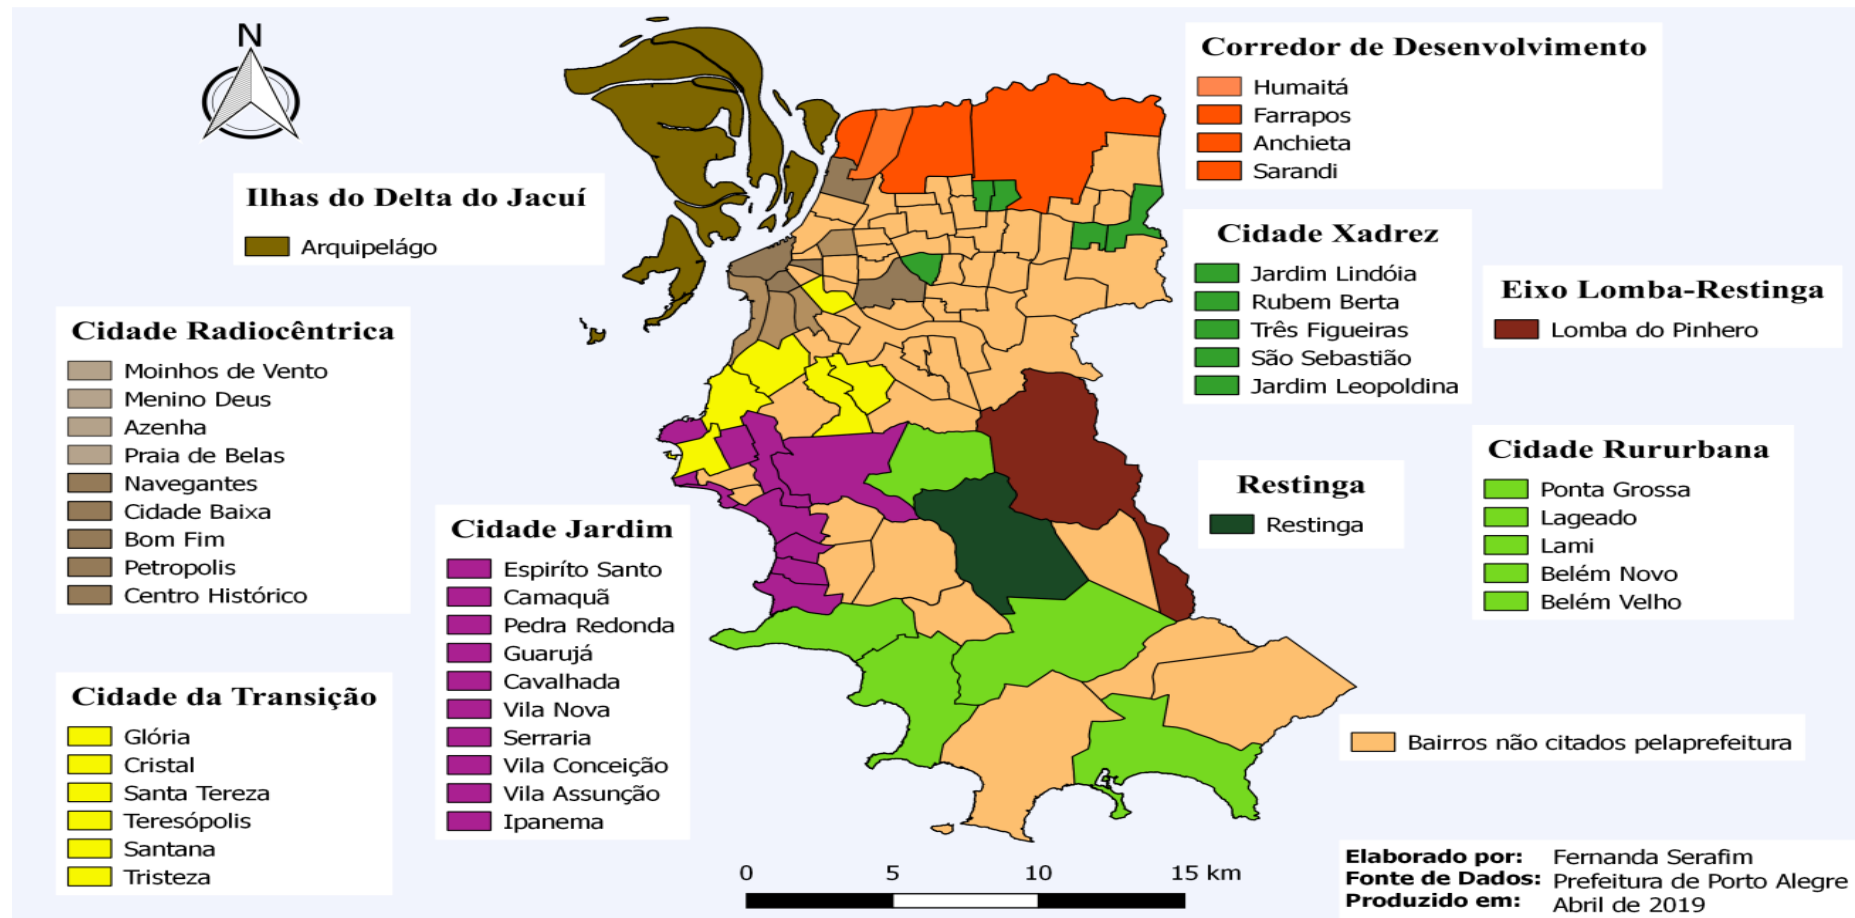 N
Ilhas do Delta do Jacuí
Arquipelágo
Cidade Radiocêntrica
Moinhos de Vento
Menino Deus
Azenha
Praia de Belas
Navegantes
Cidade Baixa
Bom Fim
Petropolis
Centro Histórico
Cidade da Transição
Glória
Cristal
Santa Tereza
Teresópolis
Santana
Tristeza
Cidade Jardim
Espiríto Santo
Camaquã
Pedra Redonda
Guarujá
Cavalhada
Vila Nova
Serraria
Vila Conceição
Vila Assunção
Ipanema
Corredor de Desenvolvimento
Humaitá
Farrapos
Anchieta
Sarandi
Cidade Xadrez
Jardim Lindóia
Rubem Berta
Três Figueiras
São Sebastião
Jardim Leopoldina
Eixo Lomba-Restinga
Lomba do Pinhero
Restinga
Restinga
Cidade Rururbana
Ponta Grossa
Lageado
Lami
Belém Novo
Belém Velho
Bairros não citados pelaprefeitura
0 5 10 15 km
Elaborado por: Fernanda Serafim
Fonte de Dados: Prefeitura de Porto Alegre
Produzido em: Abril de 2019